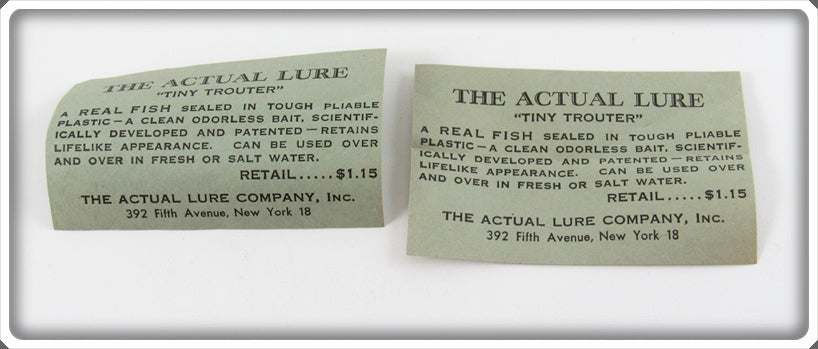 THE ACTUAL LURE
"TINY TROUTER"
A REAL FISH SEALED IN TOUGH PLIABLE
PLASTIC—A CLEAN ODORLESS BAIT, SCIENTIF-
ICALLY DEVELOPED AND PATENTED—RETAINS
LIFELIKE APPEARANCE. CAN BE USED OVER
AND OVER IN FRESH OR SALT WATER.
RETAIL.....$1.15
THE ACTUAL LURE COMPANY, Inc.
392 Fifth Avenue, New York 18
THE ACTUAL LURE
"TINY TROUTER"
A REAL FISH SEALED IN TOUGH PLIABLE
PLASTIC—A CLEAN ODORLESS BAIT, SCIENTIF-
ICALLY DEVELOPED AND PATENTED—RETAINS
LIFELIKE APPEARANCE. CAN BE USED OVER
AND OVER IN FRESH OR SALT WATER.
RETAIL.....$1.15
THE ACTUAL LURE COMPANY, Inc.
392 Fifth Avenue, New York 18